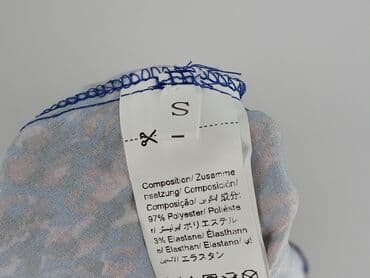 S
Composition/ Zusamme
nsetzung/ Composición/
Composição/ 成分:
97% Polyester/ Poliéste
r/ ポリエステル
3% Elastane/ Elasthann
e/ Elasthan/ Elastano/
エラスタン